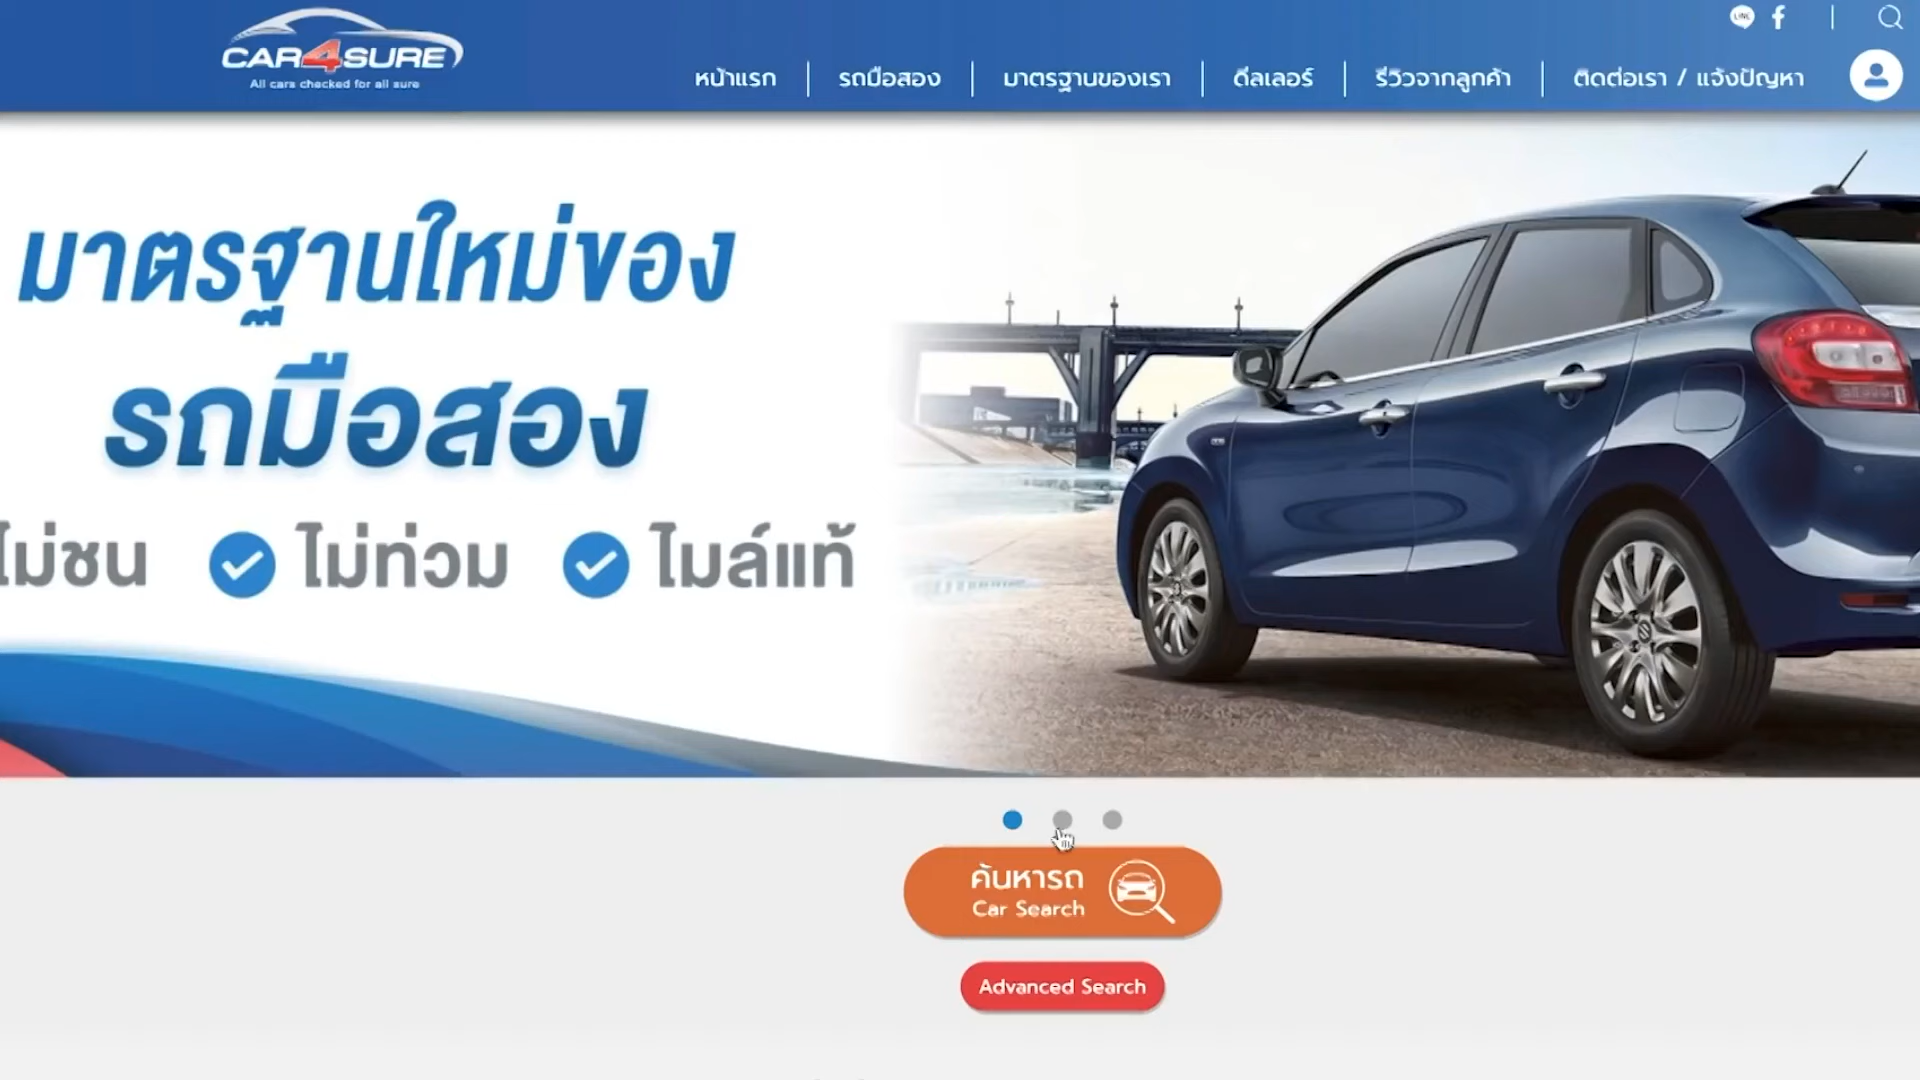 CAR4SURE
All cars checked for all sure
LINE
หน้าแรก
รถมือสอง
มาตรฐานของเรา
ดีลเลอร์
รีวิวจากลูกค้า
ติดต่อเรา / แจ้งปัญหา
มาตรฐานใหม่ของ
รถมือสอง
ไม่ชน ไม่ท่วม ไมล์แท้
ค้นหารถ
Car Search
Advanced Search